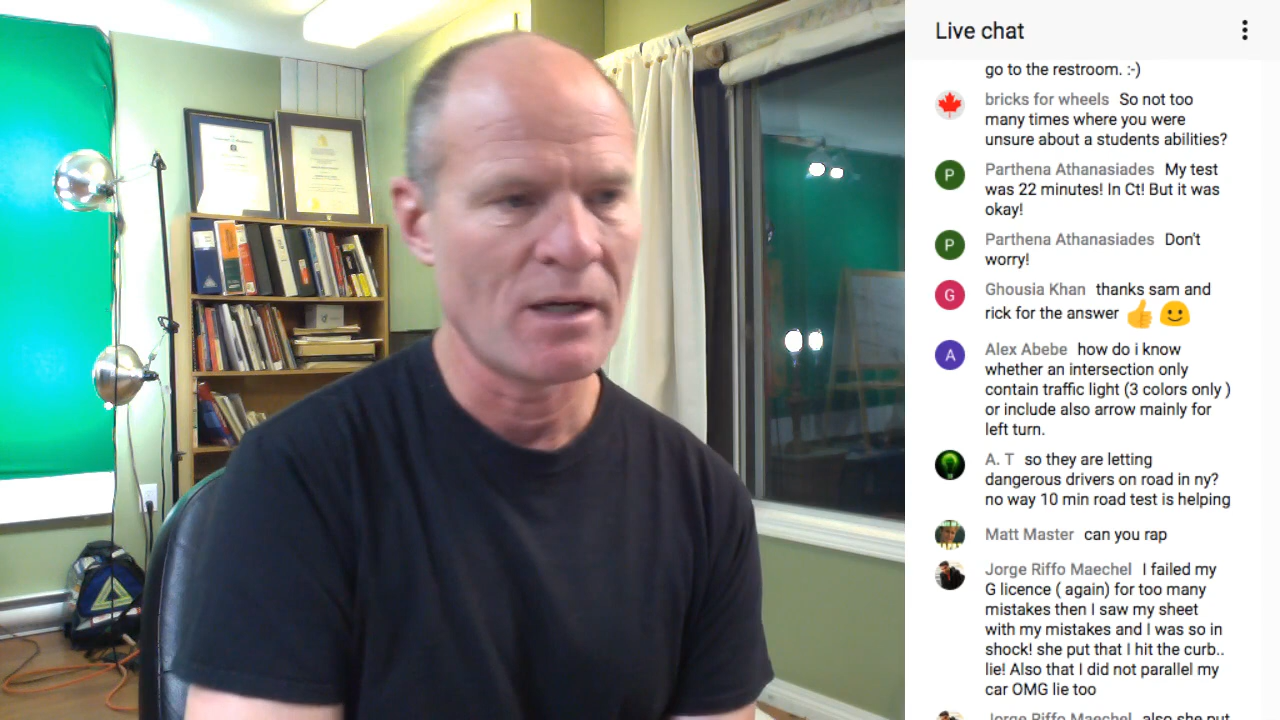 Live chat
go to the restroom. :-)
bricks for wheels So not too
many times where you were
unsure about a students abilities?
P
Parthena Athanasiades My test
was 22 minutes! In Ct! But it was
okay!
P
Parthena Athanasiades Don't
worry!
G
Ghousia Khan thanks sam and
rick for the answer 👍🙂
A
Alex Abebe how do i know
whether an intersection only
contain traffic light (3 colors only )
or include also arrow mainly for
left turn.
A. T so they are letting
dangerous drivers on road in ny?
no way 10 min road test is helping
Matt Master can you rap
Jorge Riffo Maechel I failed my
G licence ( again) for too many
mistakes then I saw my sheet
with my mistakes and I was so in
shock! she put that I hit the curb..
lie! Also that I did not parallel my
car OMG lie too
Jorge Riffo Maechel also she put